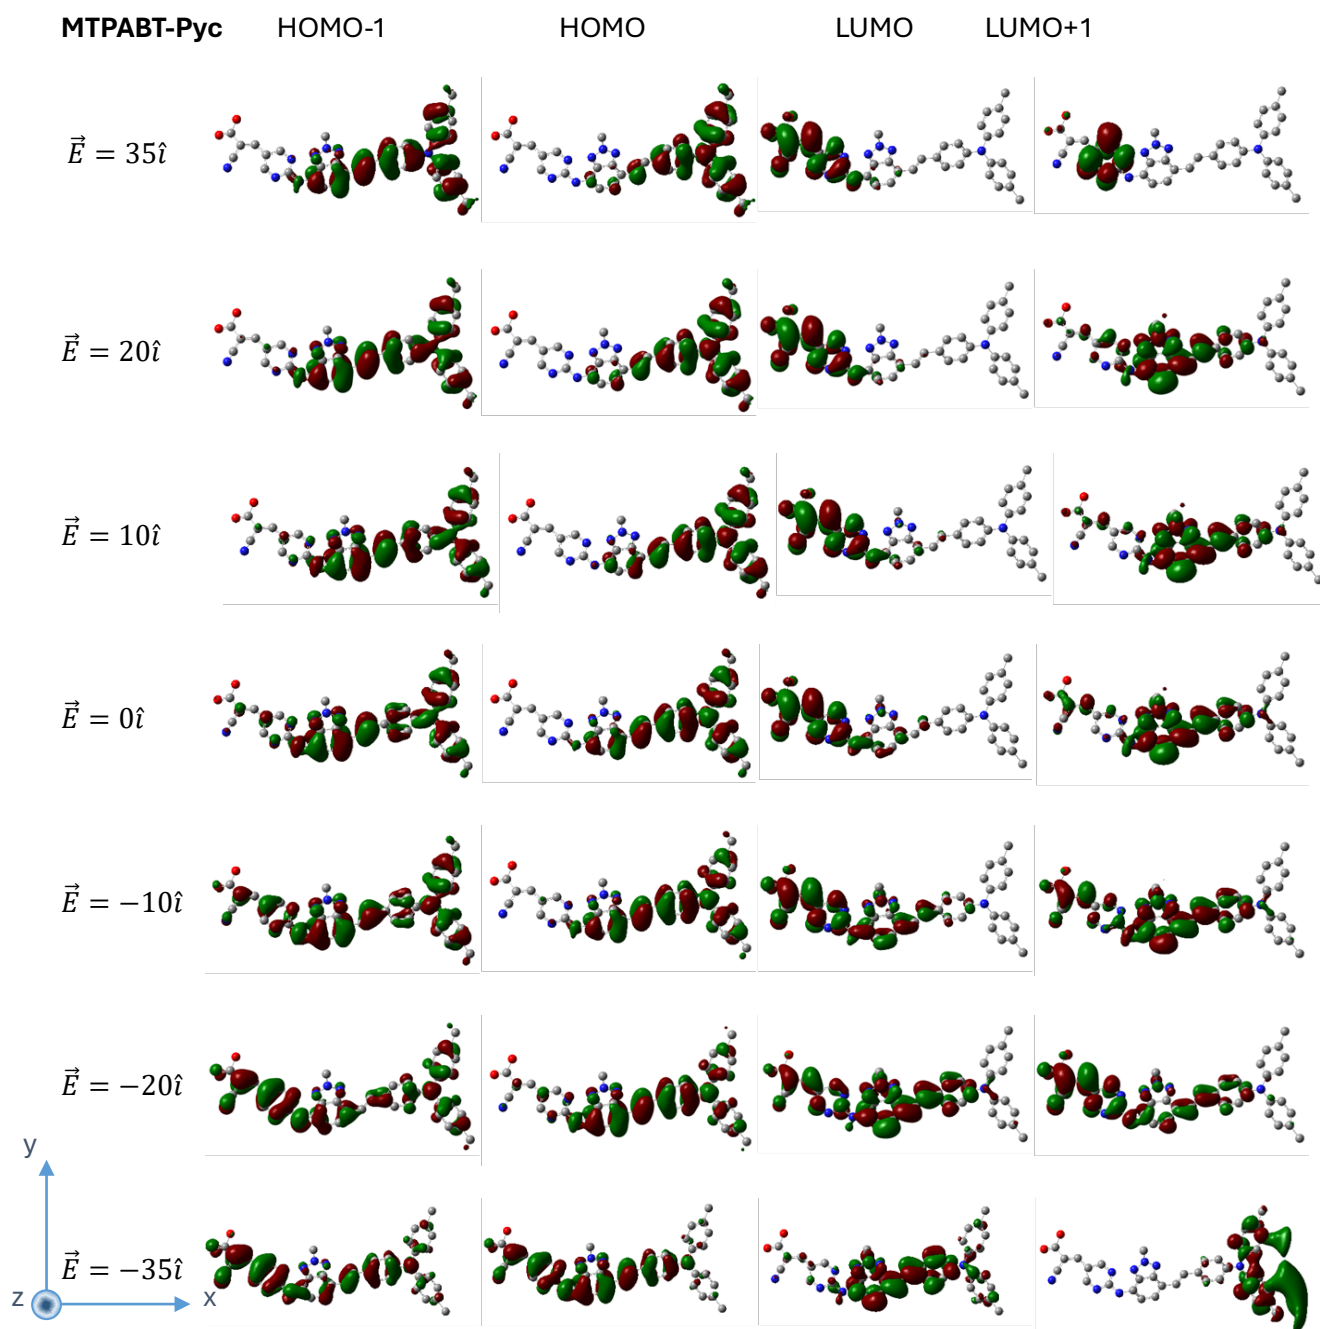 MTPABT-Pyc HOMO-1 HOMO LUMO LUMO+1
E⃗ = 35î
E⃗ = 20î
E⃗ = 10î
E⃗ = 0î
E⃗ = −10î
E⃗ = −20î
y
E⃗ = −35î
z x